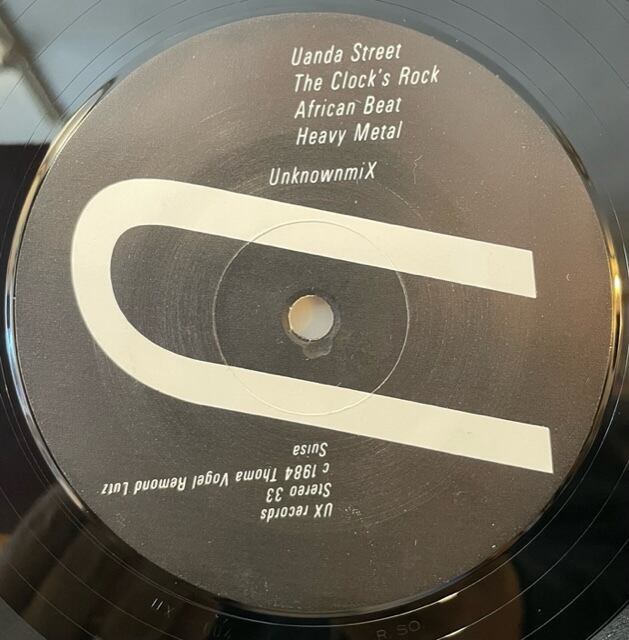 Uanda Street
The Clock's Rock
African Beat
Heavy Metal
UnknownmiX
UX records
Stereo 33
c 1984 Thoma Vogel Remond Lutz
Suisa